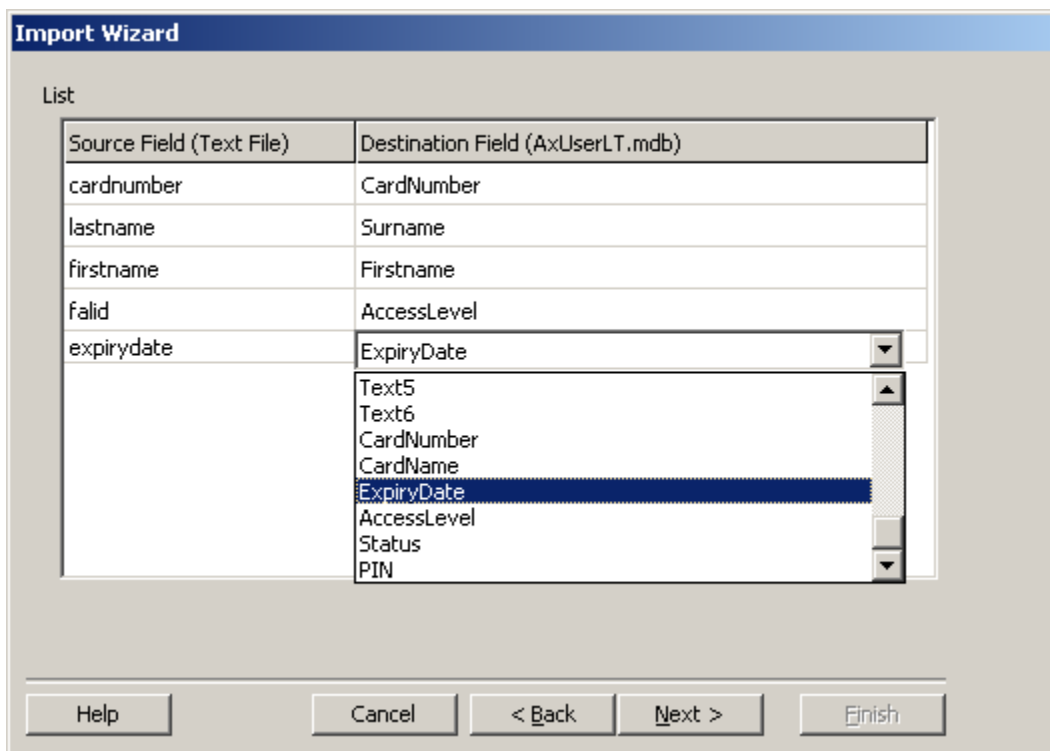 Import Wizard
List
Source Field (Text File) Destination Field (AxUserLT.mdb)
cardnumber CardNumber
lastname Surname
firstname Firstname
falid AccessLevel
expirydate ExpiryDate
Text5
Text6
CardNumber
CardName
ExpiryDate
AccessLevel
Status
PIN
Help Cancel < Back Next > Finish